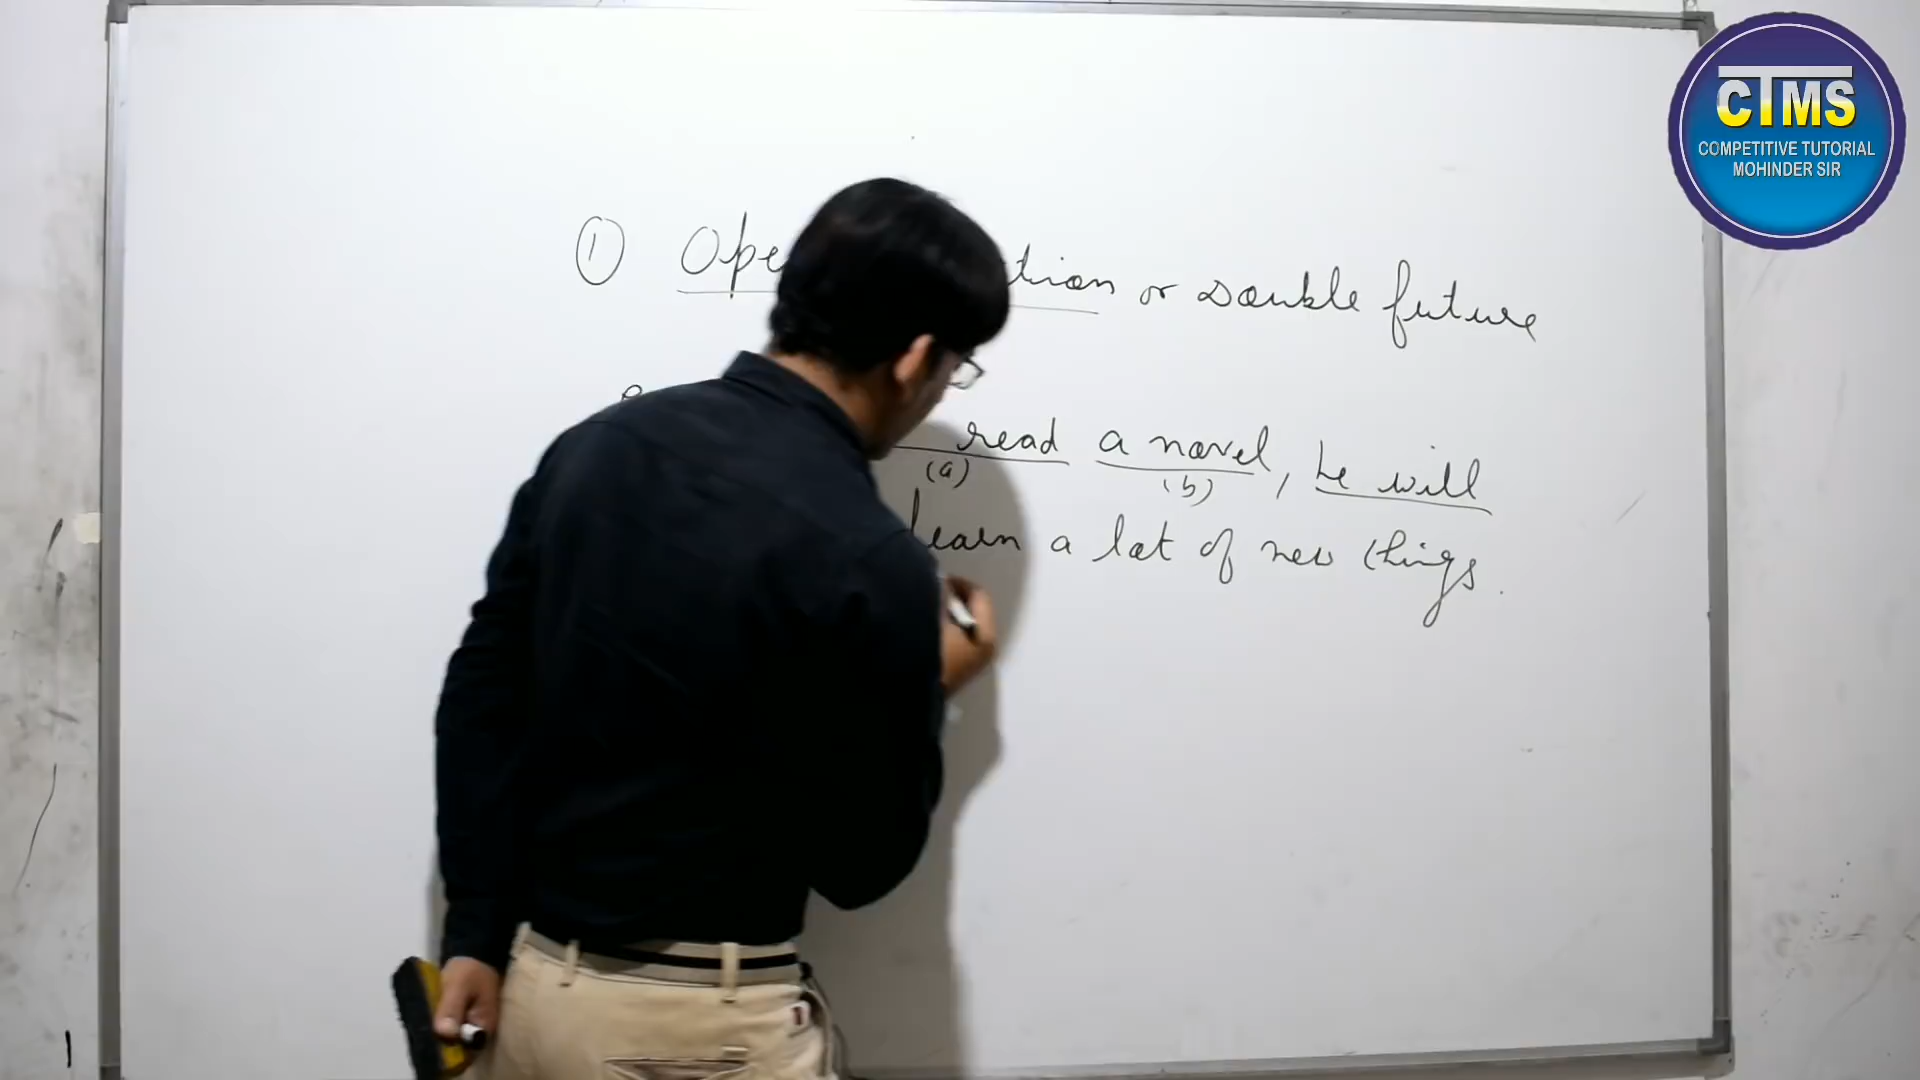 CTMS
COMPETITIVE TUTORIAL
MOHINDER SIR
① Ope tion or Double future
read a novel, he will
(a) (b)
learn a lot of new things.